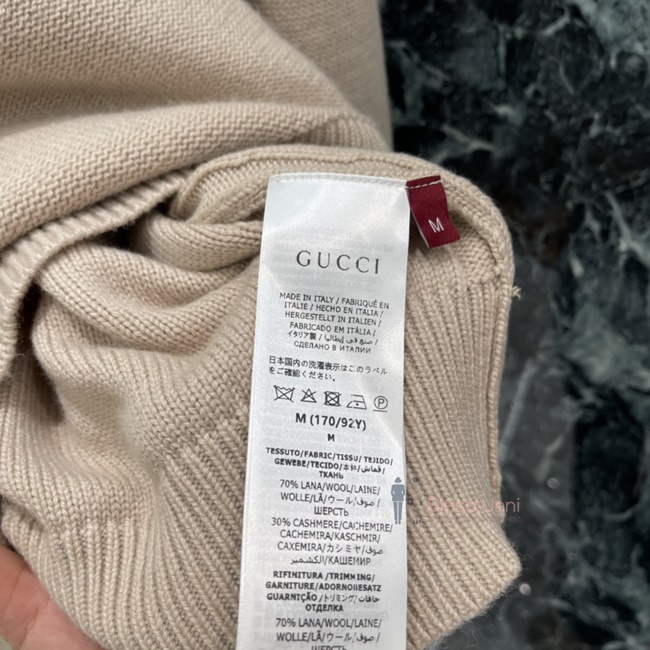 GUCCI
M
MADE IN ITALY / FABRIQUÉ EN
ITALIE / HECHO EN ITALIA /
HERGESTELLT IN ITALIEN /
FABRICADO EM ITÁLIA /
イタリア製 / صنع في إيطاليا /
СДЕЛАНО В ИТАЛИИ
日本国内の洗濯表示はこのラベル
をご確認ください。
P
M (170/92Y)
M
TESSUTO/FABRIC/TISSU/TEJIDO/
GEWEBE/TECIDO/本体/قماش/
ТКАНЬ
70% LANA/WOOL/LAINE/
WOLLE/LÃ/ウール/صوف/
ШЕРСТЬ
30% CASHMERE/CACHEMIRE/
CACHEMIRA/KASCHMIR/
CAXEMIRA/カシミヤ/صوف
الكشمير/КАШЕМИР
RIFINITURA/TRIMMING/
GARNITURE/ADORNO/BESATZ
GUARNIÇÃO/トリミング/حافات/
ОТДЕЛКА
70% LANA/WOOL/LAINE/
WOLLE/LÃ/ウール/صوف/
ШЕРСТЬ